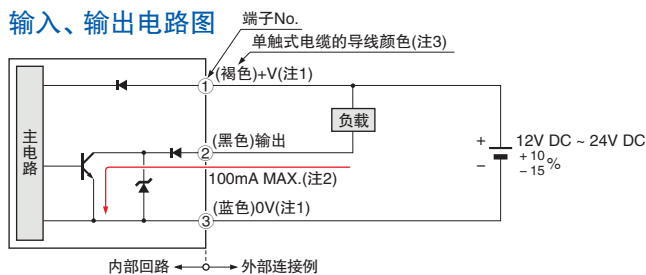 输入、输出电路图
端子No.
单触式电缆的导线颜色(注3)
1
(褐色)+V(注1)
负载
主电路
2
(黑色)输出
+
12V DC ~ 24V DC
+10
−15 %
−
100mA MAX.(注2)
3
(蓝色)0V(注1)
内部回路
外部连接例